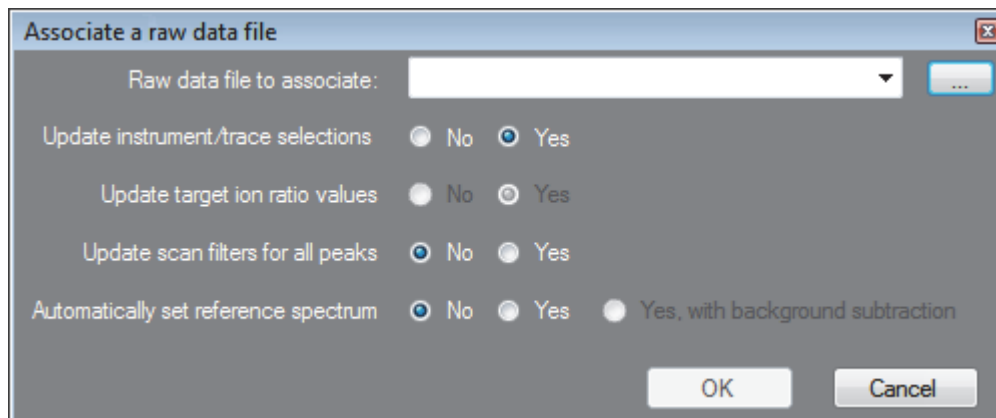 Associate a raw data file
Raw data file to associate: ...
Update instrument/trace selections No Yes
Update target ion ratio values No Yes
Update scan filters for all peaks No Yes
Automatically set reference spectrum No Yes Yes, with background subtraction
OK Cancel